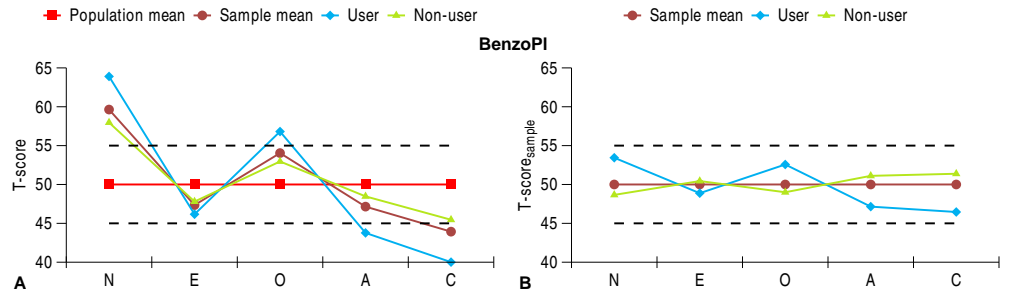 Population mean Sample mean User Non-user
Sample mean User Non-user
BenzoPI
T-score
65
60
55
50
45
40
N E O A C
A
T-scoresample
65
60
55
50
45
40
N E O A C
B